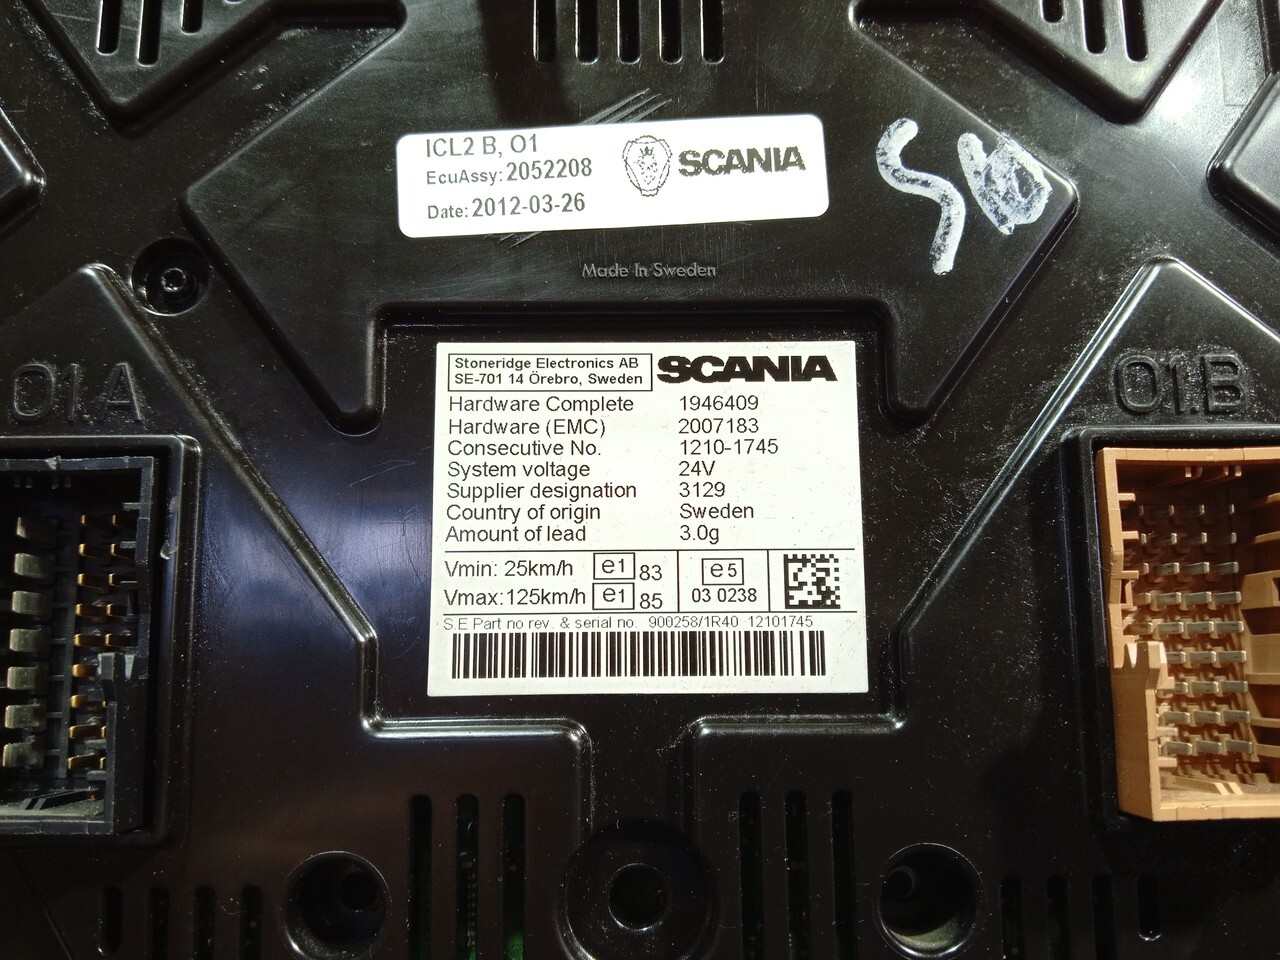 ICL2 B, O1
EcuAssy: 2052208
Date: 2012-03-26
SCANIA
Made In Sweden
O1.A
O1.B
Stoneridge Electronics AB
SE-701 14 Örebro, Sweden
SCANIA
Hardware Complete 1946409
Hardware (EMC) 2007183
Consecutive No. 1210-1745
System voltage 24V
Supplier designation 3129
Country of origin Sweden
Amount of lead 3.0g
Vmin: 25km/h e1 83
Vmax: 125km/h e1 85
e5
03 0238
S.E Part no rev. & serial no. 900258/1R40 12101745